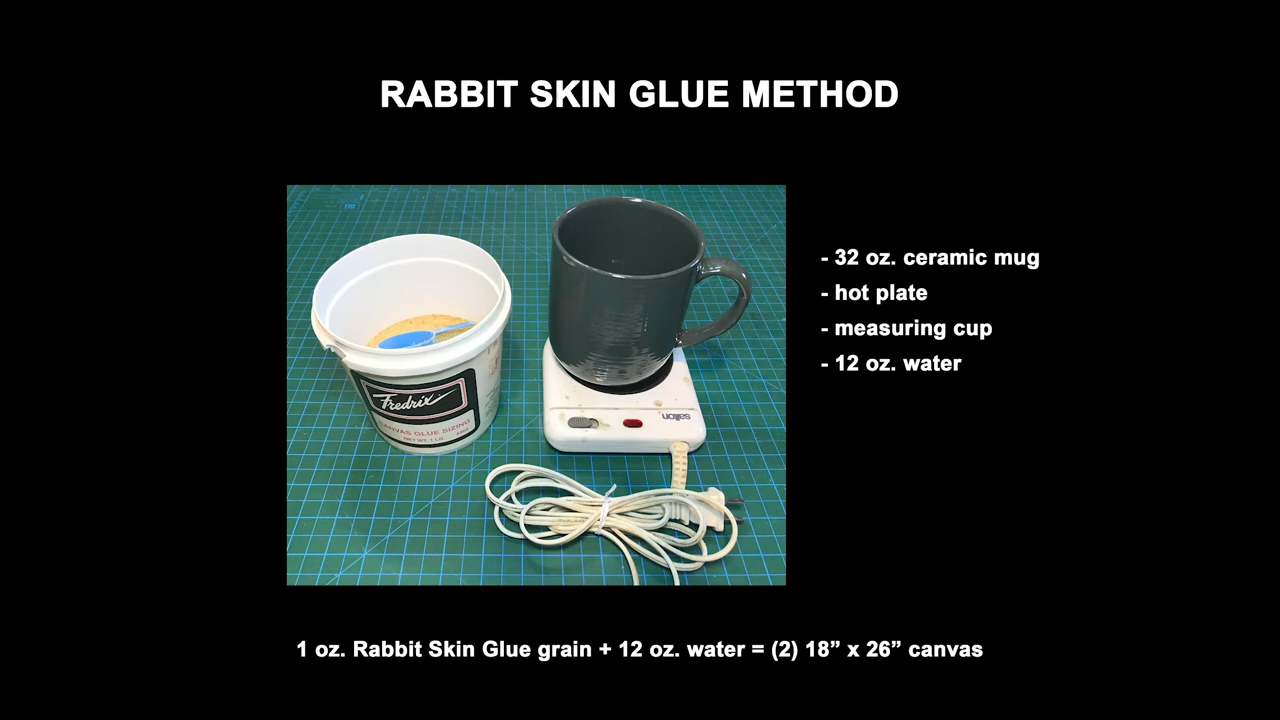 RABBIT SKIN GLUE METHOD
- 32 oz. ceramic mug
- hot plate
- measuring cup
- 12 oz. water
Fredrix
CANVAS GLUE SIZING
NET WT. 1 LB.
salton
1 oz. Rabbit Skin Glue grain + 12 oz. water = (2) 18” x 26” canvas